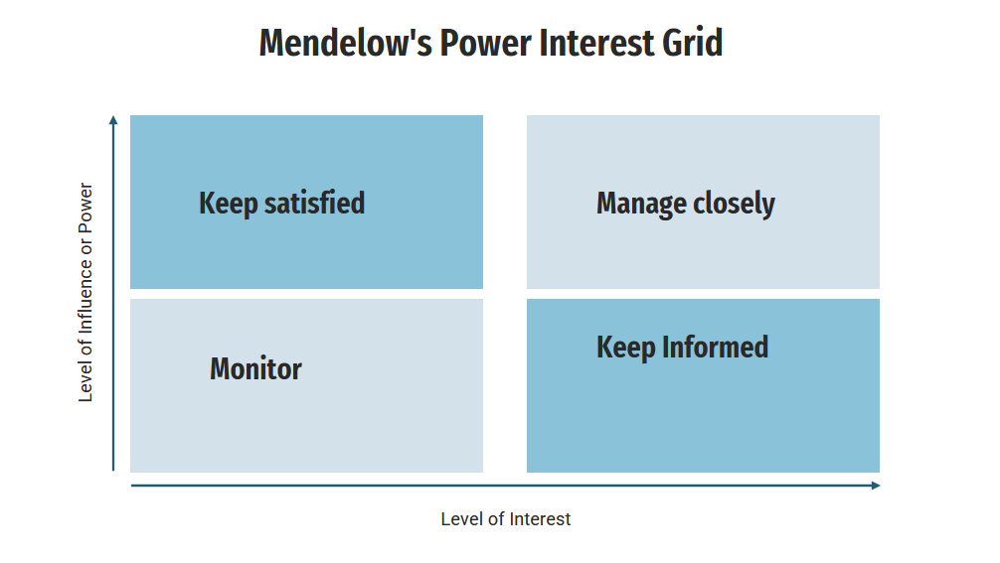 Mendelow's Power Interest Grid
Level of Influence or Power
Keep satisfied
Manage closely
Monitor
Keep Informed
Level of Interest